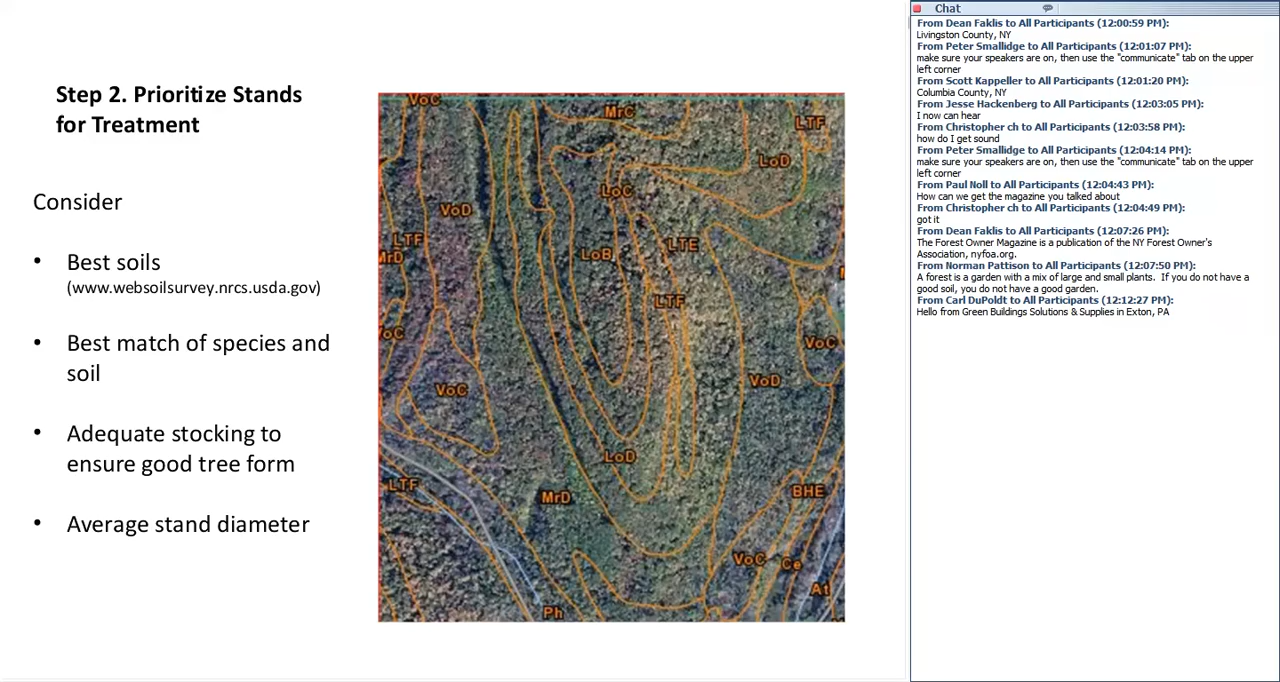 Step 2. Prioritize Stands
for Treatment
Consider
• Best soils
(www.websoilsurvey.nrcs.usda.gov)
• Best match of species and
soil
• Adequate stocking to
ensure good tree form
• Average stand diameter
VoC
MrC
LTF
LoD
LoC
VoD
LTF
MrD
LoB
LTE
LTF
VoC
VoC
VoD
VoC
LoD
LTF
MrD
BHE
VoC
Ce
At
Ph
Chat
From Dean Faklis to All Participants (12:00:59 PM):
Livingston County, NY
From Peter Smallidge to All Participants (12:01:07 PM):
make sure your speakers are on, then use the "communicate" tab on the upper
left corner
From Scott Kappeller to All Participants (12:01:20 PM):
Columbia County, NY
From Jesse Hackenberg to All Participants (12:03:05 PM):
I now can hear
From Christopher ch to All Participants (12:03:58 PM):
how do I get sound
From Peter Smallidge to All Participants (12:04:14 PM):
make sure your speakers are on, then use the "communicate" tab on the upper
left corner
From Paul Noll to All Participants (12:04:43 PM):
How can we get the magazine you talked about
From Christopher ch to All Participants (12:04:49 PM):
got it
From Dean Faklis to All Participants (12:07:26 PM):
The Forest Owner Magazine is a publication of the NY Forest Owner's
Association, nyfoa.org.
From Norman Pattison to All Participants (12:07:50 PM):
A forest is a garden with a mix of large and small plants. If you do not have a
good soil, you do not have a good garden.
From Carl DuPoldt to All Participants (12:12:27 PM):
Hello from Green Buildings Solutions & Supplies in Exton, PA